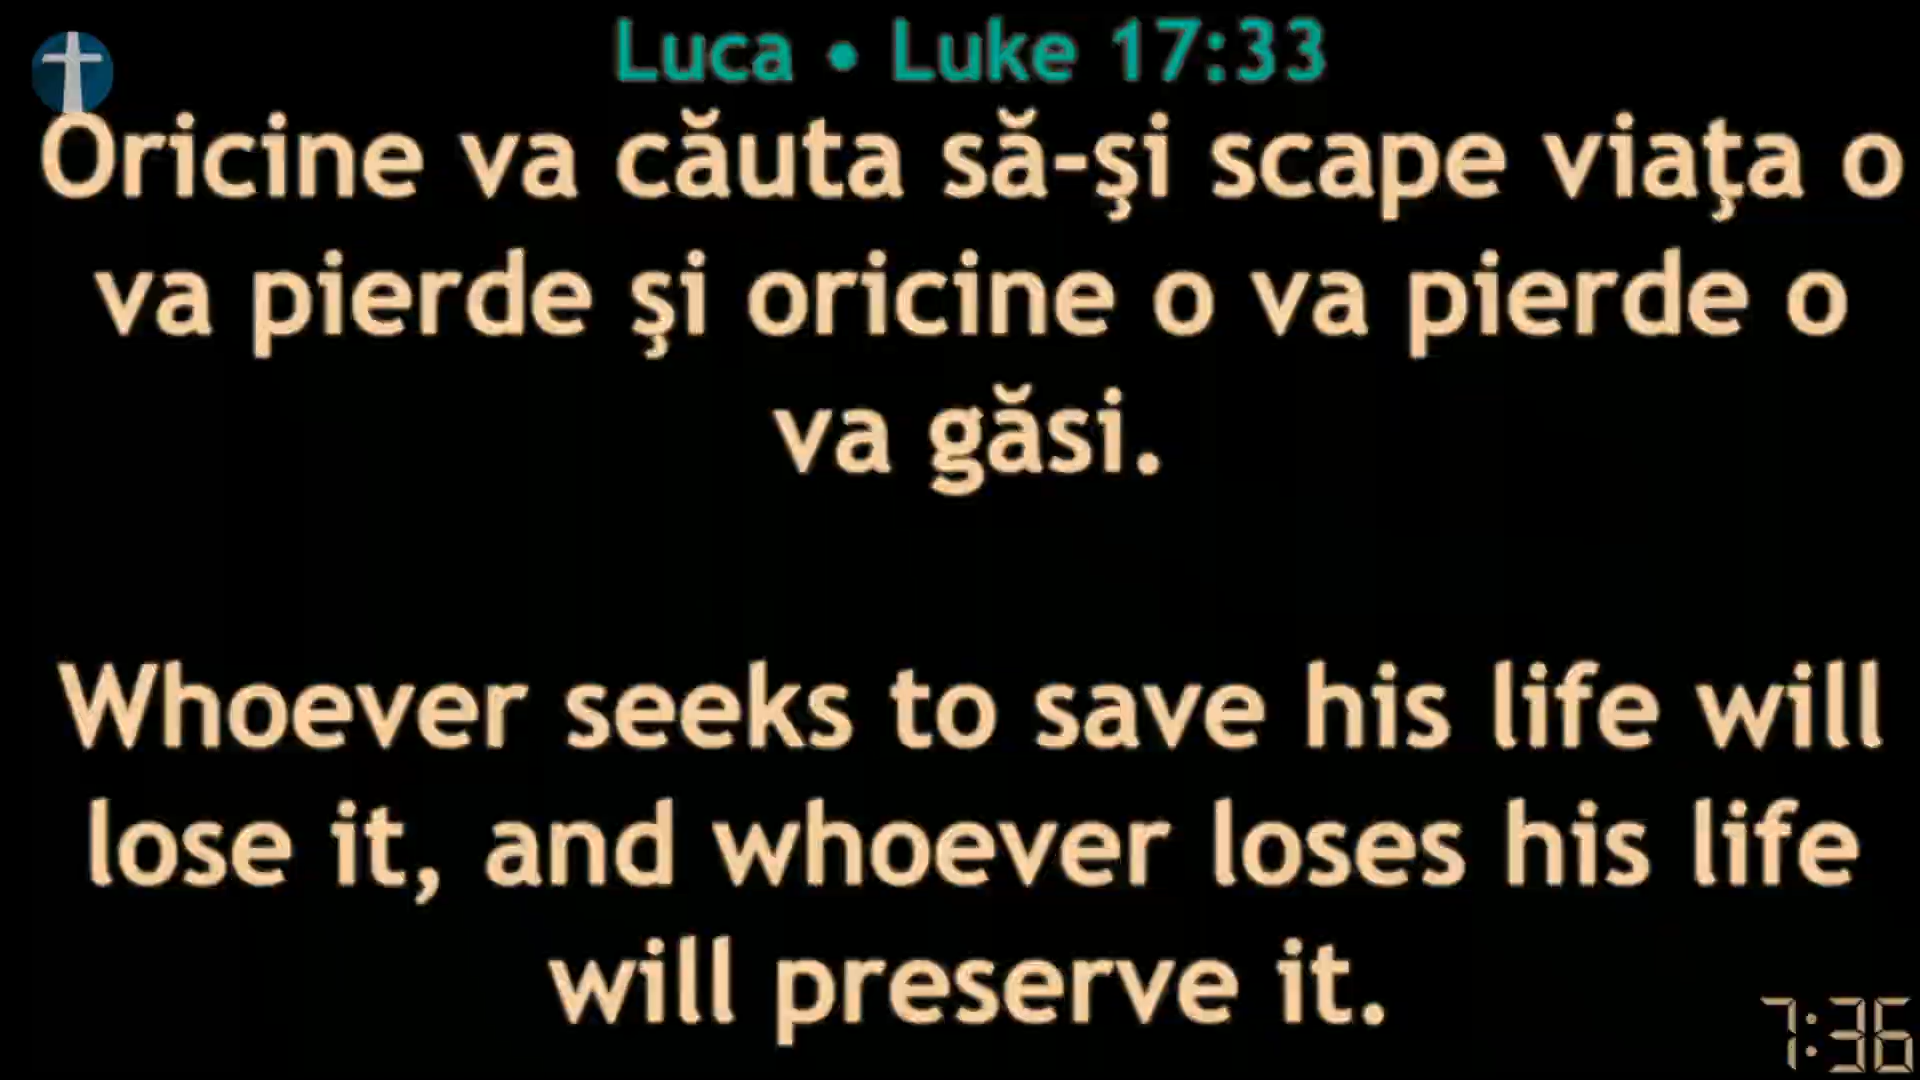 Luca • Luke 17:33
Oricine va căuta să-şi scape viaţa o
va pierde şi oricine o va pierde o
va găsi.
Whoever seeks to save his life will
lose it, and whoever loses his life
will preserve it.
7:36